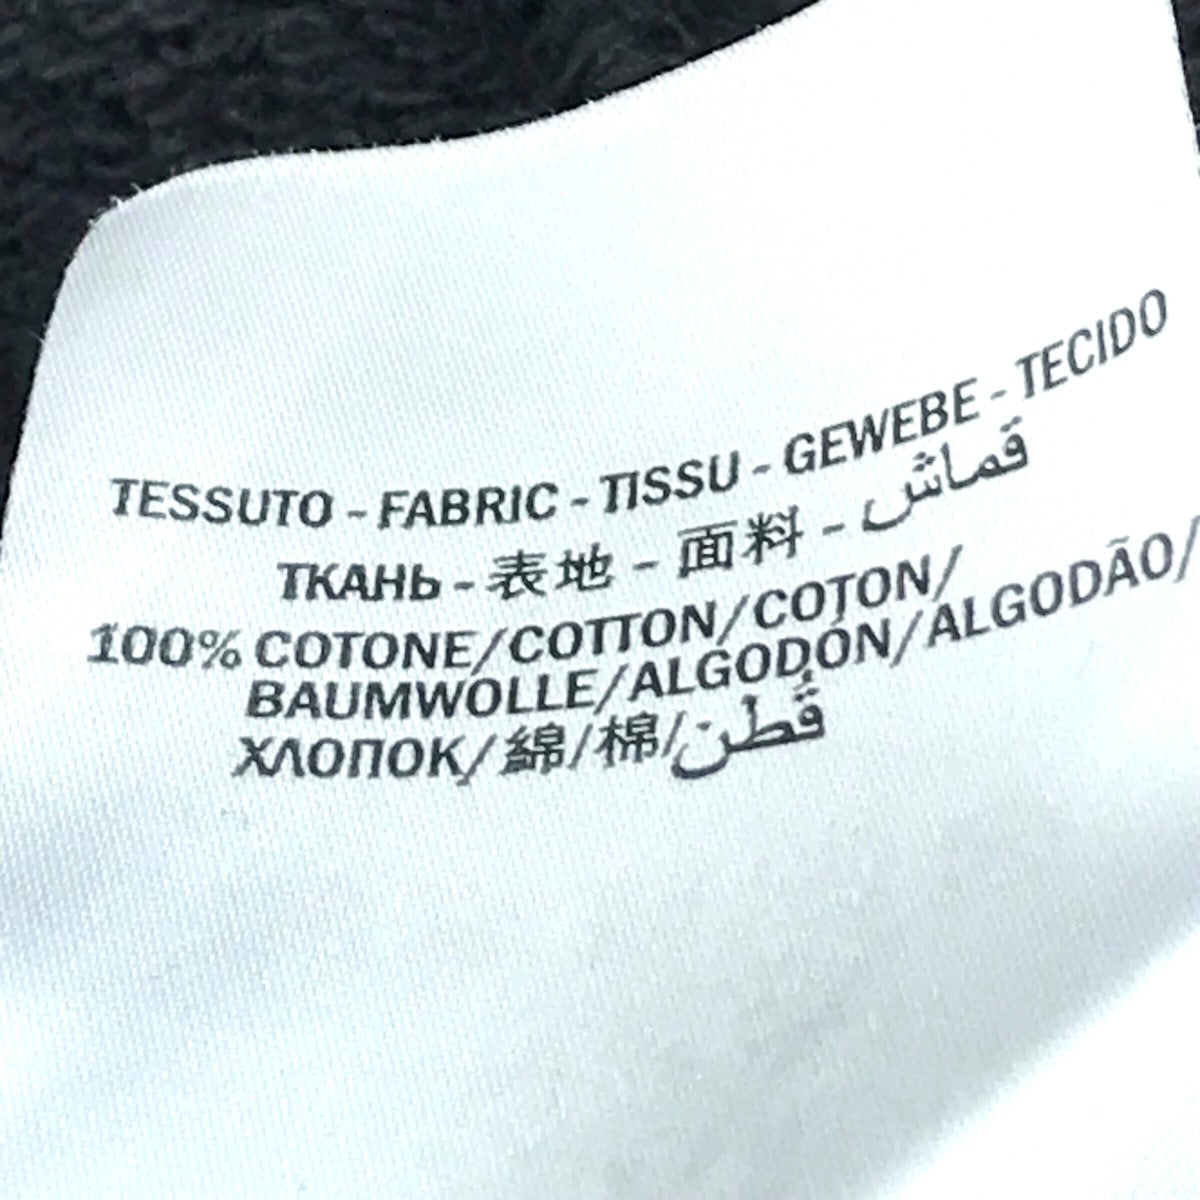 TESSUTO - FABRIC - TISSU - GEWEBE - TECIDO
ТКАНЬ - 表地 - 面料 - قماش
100% COTONE/COTTON/COTON/
BAUMWOLLE/ALGODÓN/ALGODÃO/
ХЛОПОК/綿/棉/قُطن